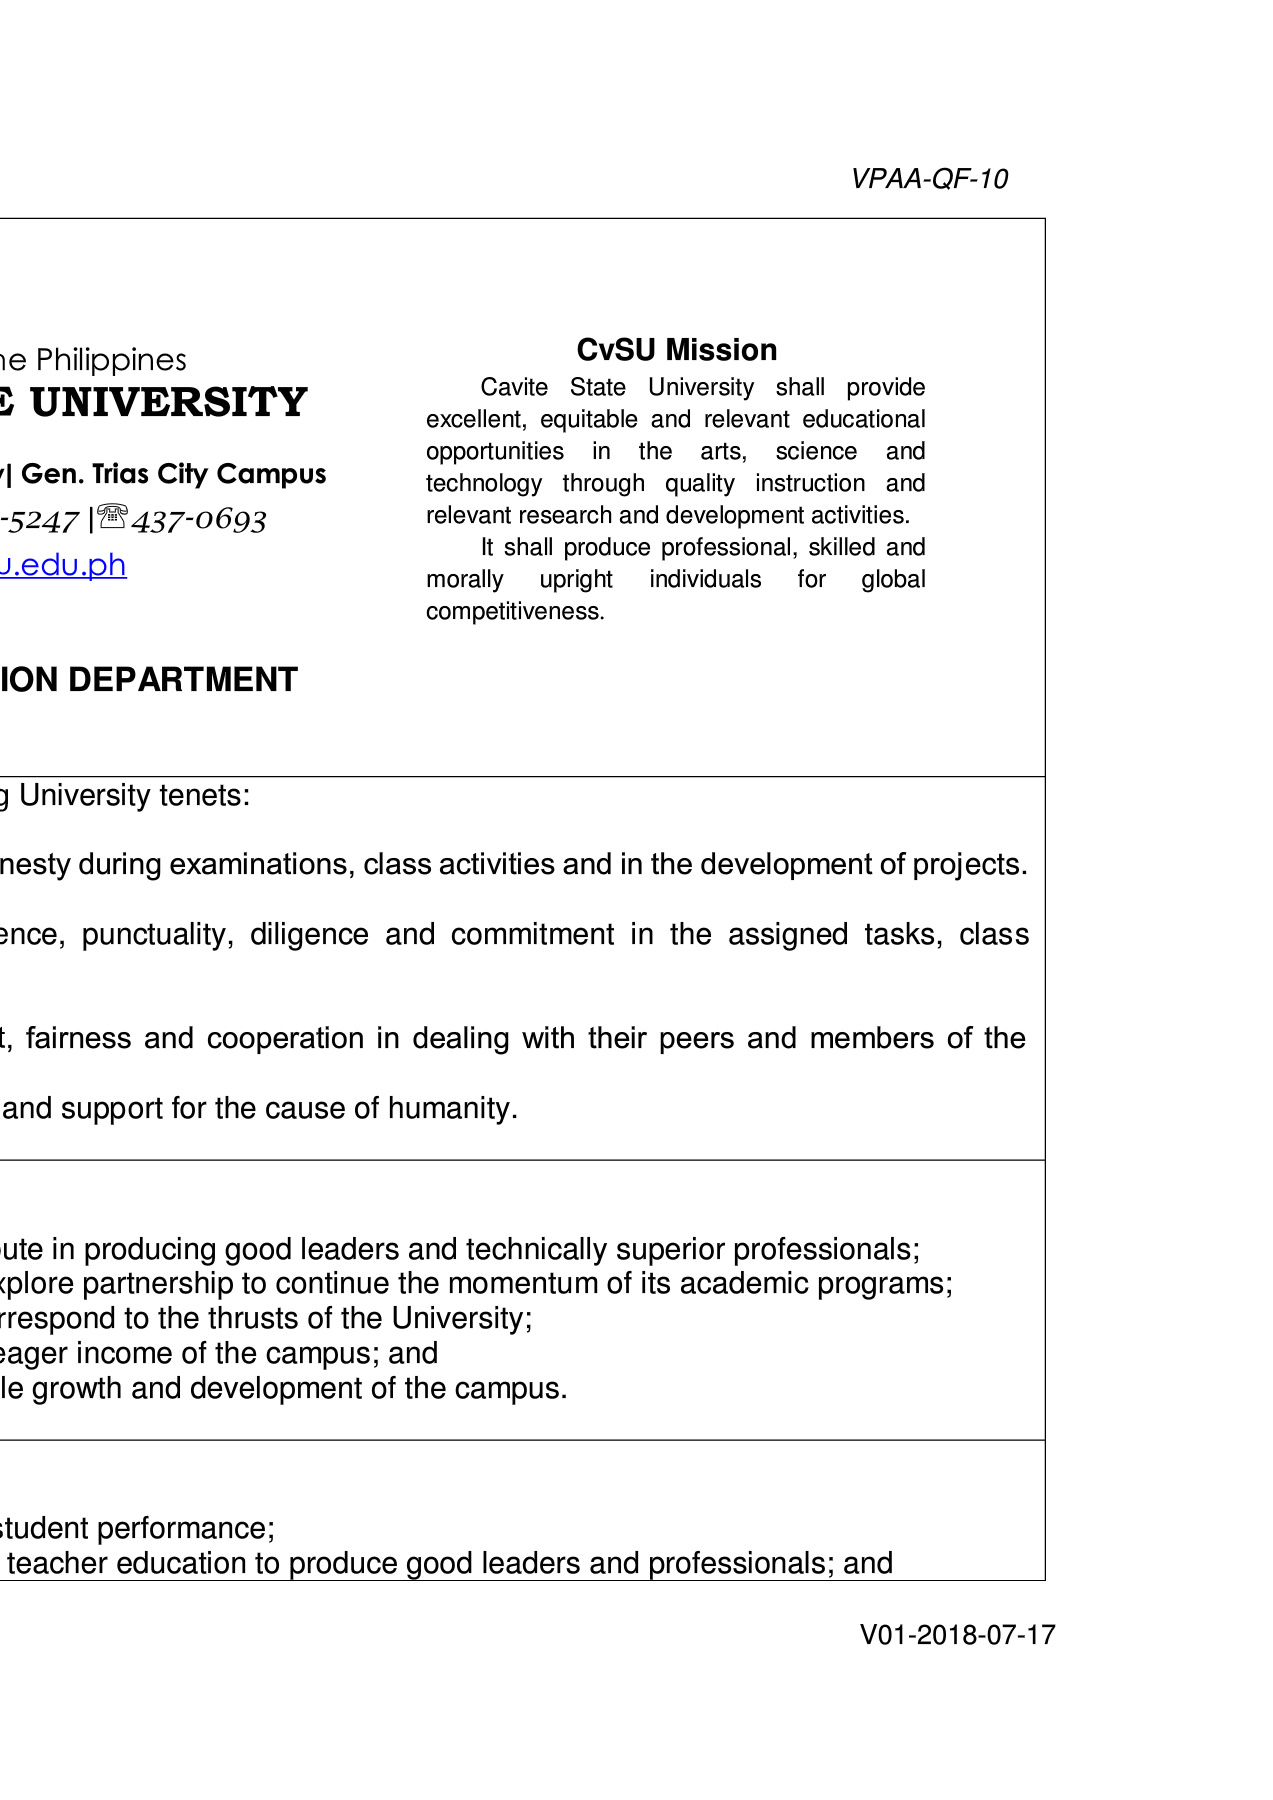 VPAA-QF-10
he Philippines
E UNIVERSITY
| Gen. Trias City Campus
-5247 |☏437-0693
u.edu.ph
ION DEPARTMENT
CvSU Mission
Cavite State University shall provide
excellent, equitable and relevant educational
opportunities in the arts, science and
technology through quality instruction and
relevant research and development activities.
It shall produce professional, skilled and
morally upright individuals for global
competitiveness.
g University tenets:
nesty during examinations, class activities and in the development of projects.
ence, punctuality, diligence and commitment in the assigned tasks, class
t, fairness and cooperation in dealing with their peers and members of the
and support for the cause of humanity.
oute in producing good leaders and technically superior professionals;
xplore partnership to continue the momentum of its academic programs;
rrespond to the thrusts of the University;
eager income of the campus; and
le growth and development of the campus.
student performance;
teacher education to produce good leaders and professionals; and
V01-2018-07-17